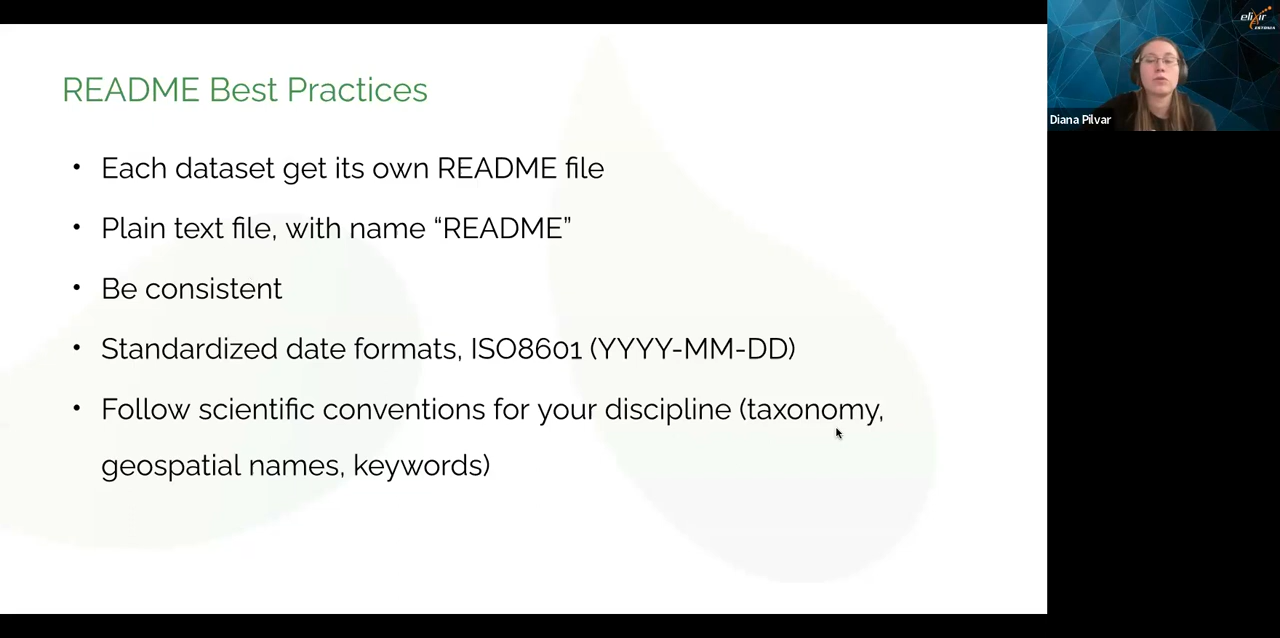 README Best Practices
• Each dataset get its own README file
• Plain text file, with name “README”
• Be consistent
• Standardized date formats, ISO8601 (YYYY-MM-DD)
• Follow scientific conventions for your discipline (taxonomy,
geospatial names, keywords)
elixir
ESTONIA
Diana Pilvar